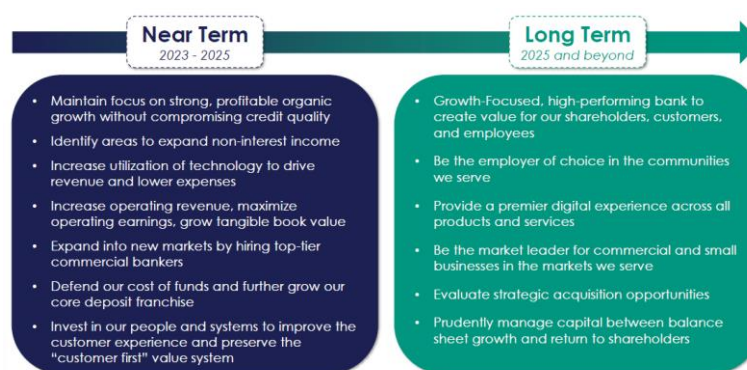 Near Term
2023 - 2025
• Maintain focus on strong, profitable organic
growth without compromising credit quality
• Identify areas to expand non-interest income
• Increase utilization of technology to drive
revenue and lower expenses
• Increase operating revenue, maximize
operating earnings, grow tangible book value
• Expand into new markets by hiring top-tier
commercial bankers
• Defend our cost of funds and further grow our
core deposit franchise
• Invest in our people and systems to improve the
customer experience and preserve the
“customer first” value system
Long Term
2025 and beyond
• Growth-Focused, high-performing bank to
create value for our shareholders, customers,
and employees
• Be the employer of choice in the communities
we serve
• Provide a premier digital experience across all
products and services
• Be the market leader for commercial and small
businesses in the markets we serve
• Evaluate strategic acquisition opportunities
• Prudently manage capital between balance
sheet growth and return to shareholders